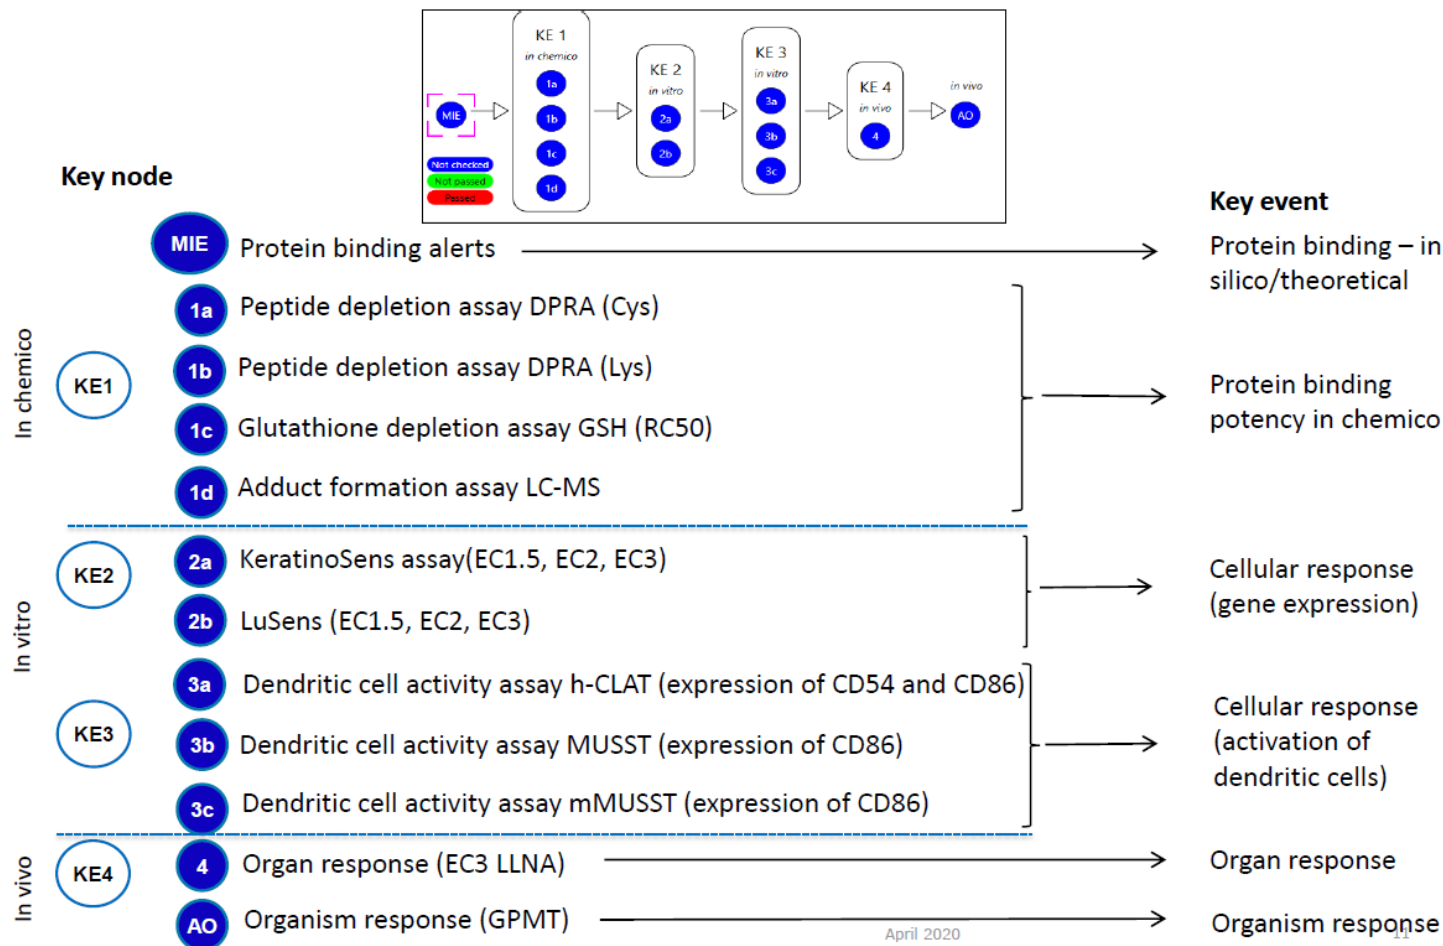 KE 1
in chemico
1a
1b
1c
1d
KE 2
in vitro
2a
2b
KE 3
in vitro
3a
3b
3c
KE 4
in vivo
4
in vivo
AO
MIE
Not checked
Not passed
Passed
Key node
Key event
MIE
Protein binding alerts
Protein binding – in
silico/theoretical
In chemico
KE1
1a
Peptide depletion assay DPRA (Cys)
1b
Peptide depletion assay DPRA (Lys)
1c
Glutathione depletion assay GSH (RC50)
1d
Adduct formation assay LC-MS
Protein binding
potency in chemico
In vitro
KE2
2a
KeratinoSens assay(EC1.5, EC2, EC3)
2b
LuSens (EC1.5, EC2, EC3)
Cellular response
(gene expression)
KE3
3a
Dendritic cell activity assay h-CLAT (expression of CD54 and CD86)
3b
Dendritic cell activity assay MUSST (expression of CD86)
3c
Dendritic cell activity assay mMUSST (expression of CD86)
Cellular response
(activation of
dendritic cells)
In vivo
KE4
4
Organ response (EC3 LLNA)
Organ response
AO
Organism response (GPMT)
Organism response
April 2020
11